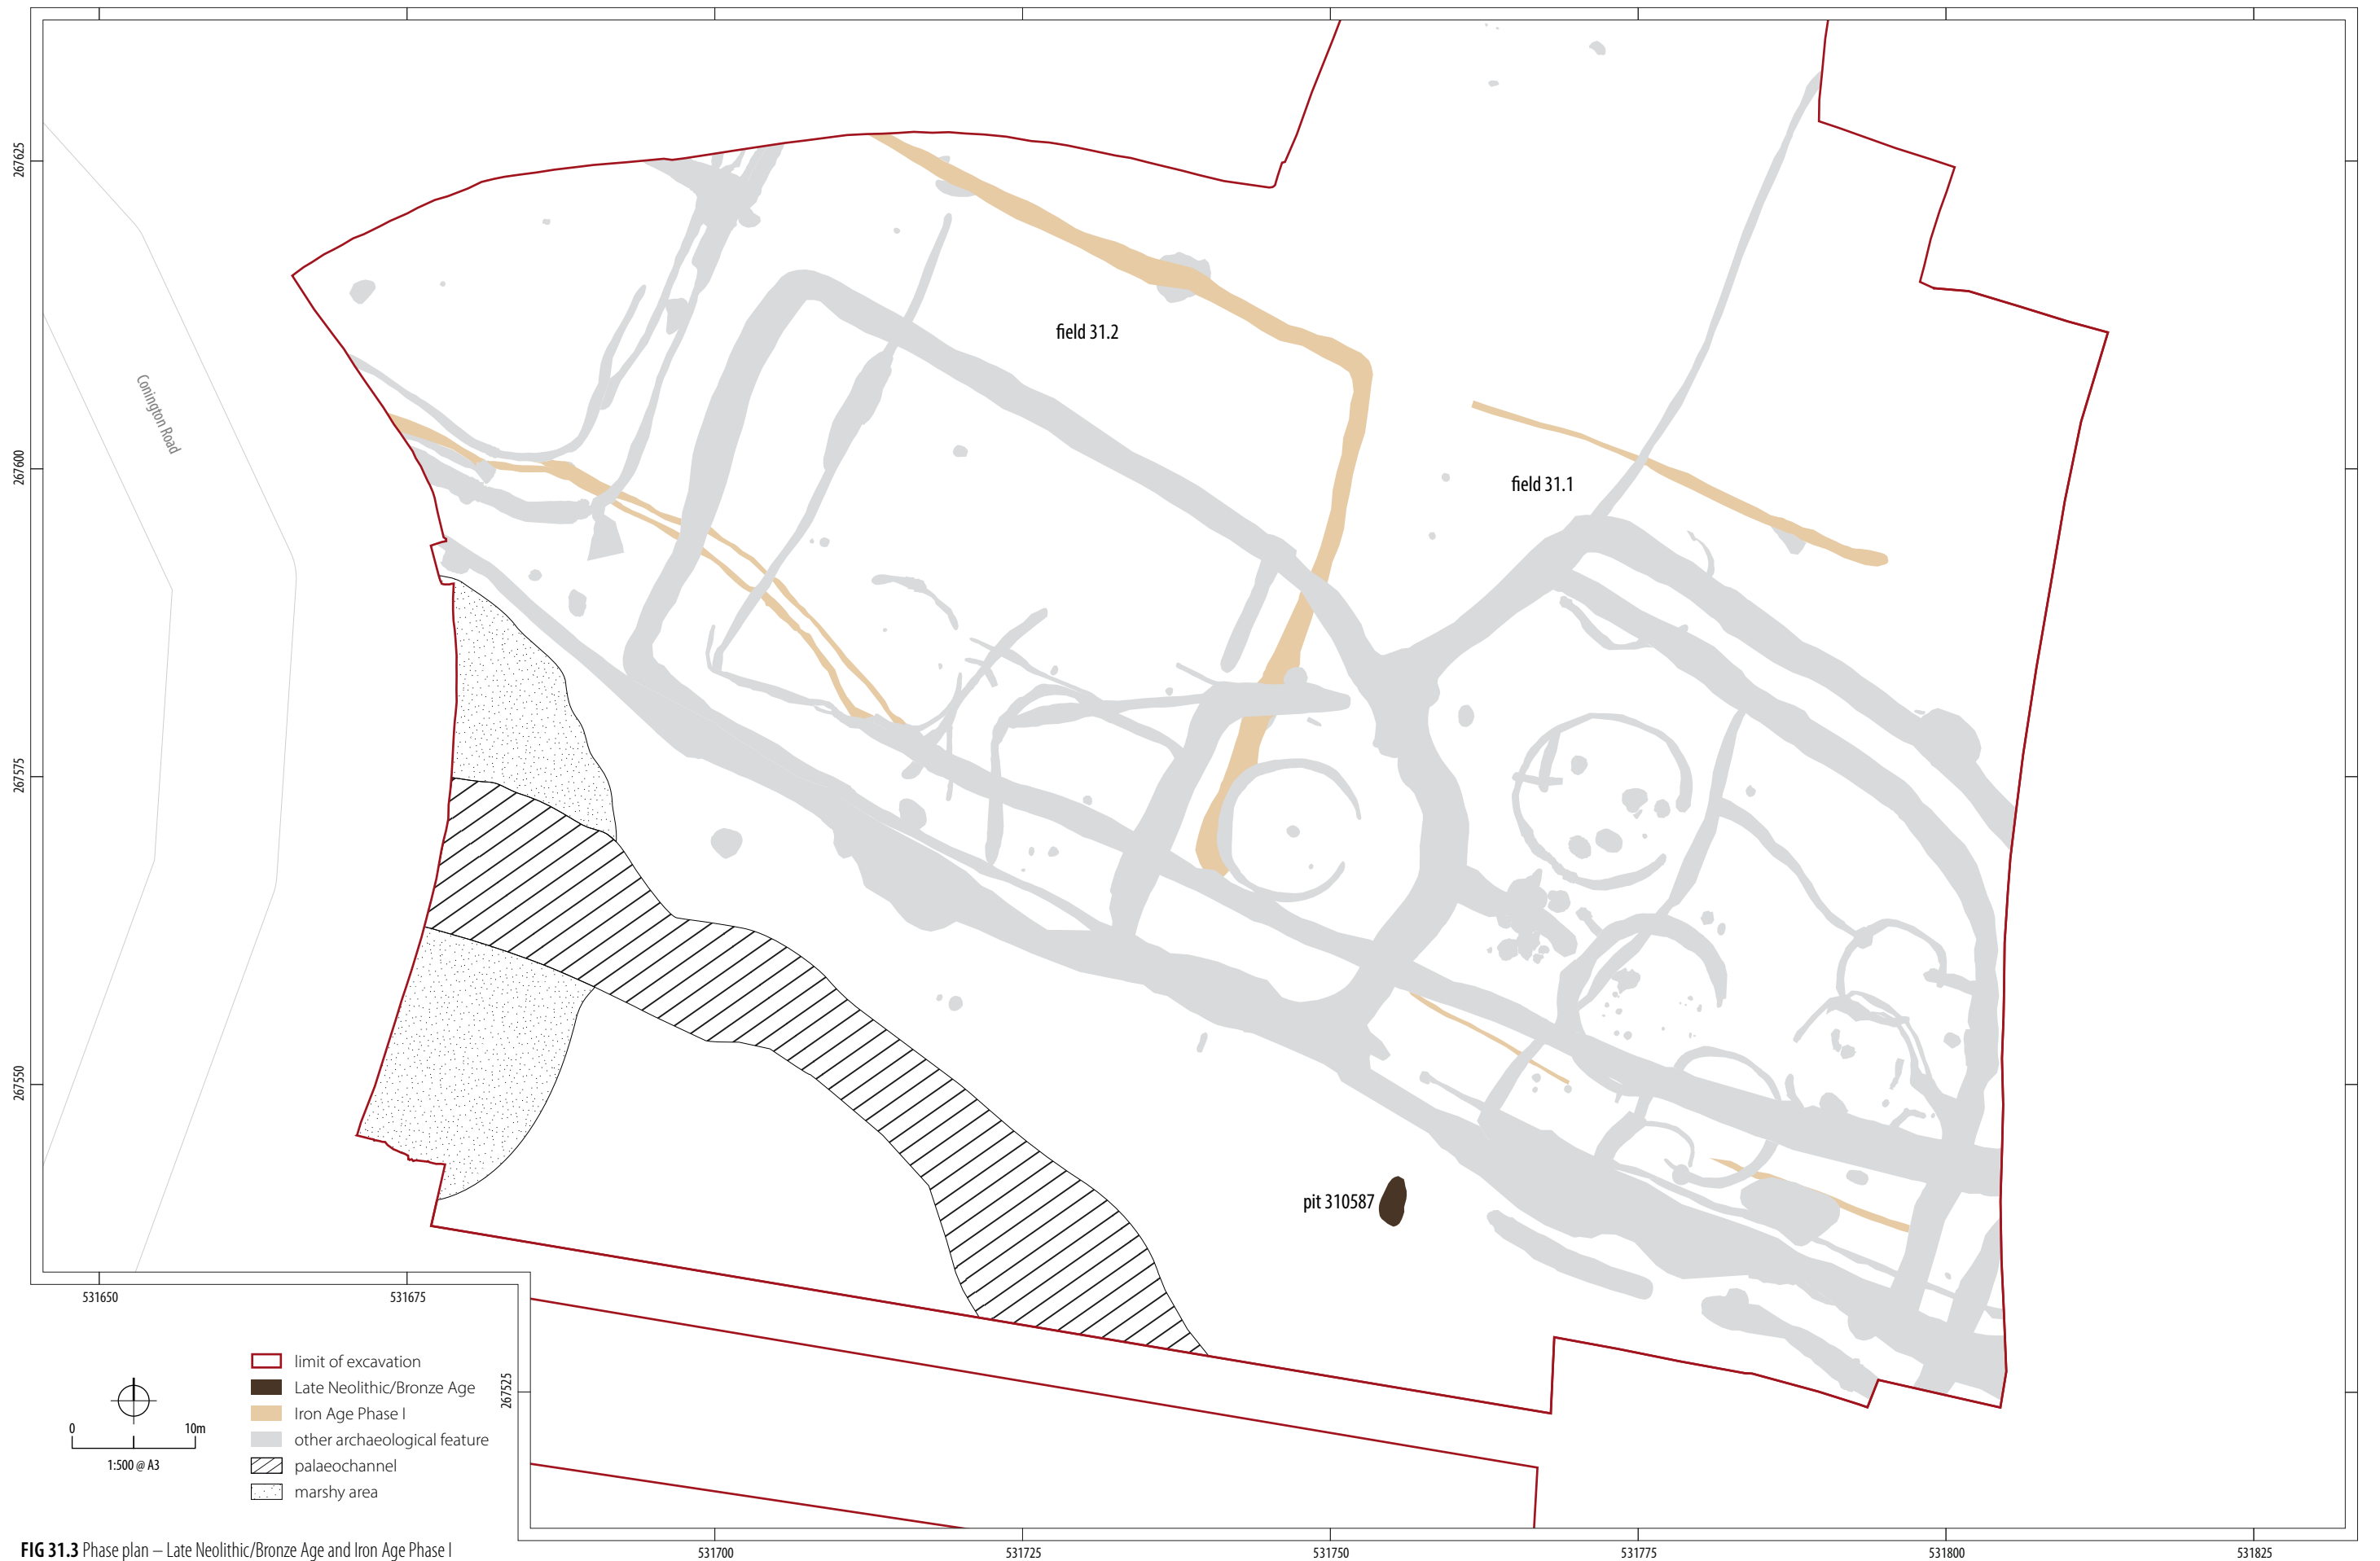 267625
field 31.2
Conington Road
267600
field 31.1
267575
267550
pit 310587
531650
531675
267525
limit of excavation
Late Neolithic/Bronze Age
Iron Age Phase I
other archaeological feature
palaeochannel
marshy area
0
10m
1:500 @ A3
FIG 31.3 Phase plan – Late Neolithic/Bronze Age and Iron Age Phase I
531700
531725
531750
531775
531800
531825